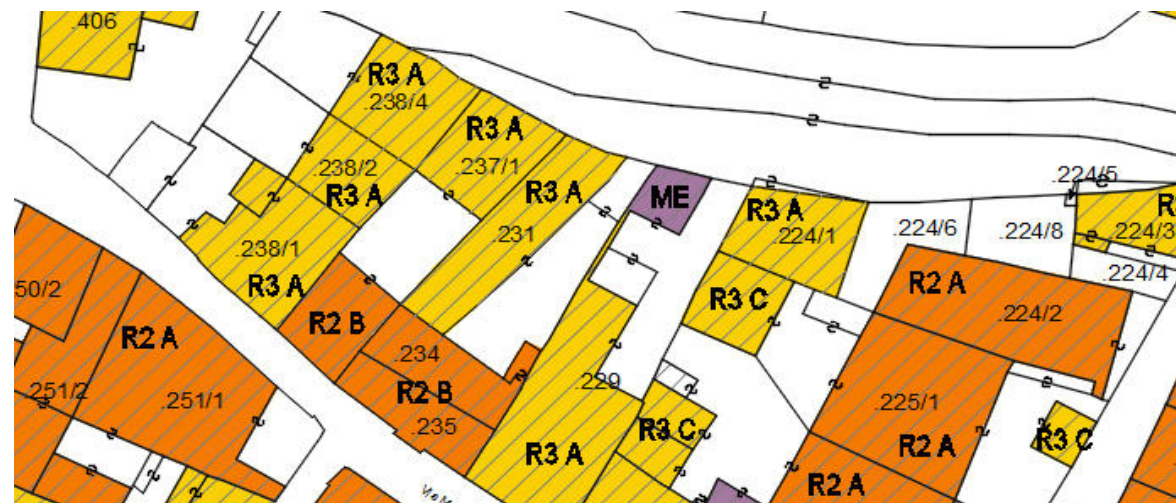 .406
R3 A
.238/4
R3 A
.237/1
.238/2
R3 A
R3 A
ME
.231
.224/5
R3 A
.224/1
.224/6
.224/8
.224/3
.224/4
.238/1
R3 A
50/2
R2 A
R2 B
R3 C
R2 A
.224/2
.234
.229
R2 B
.251/2
.251/1
.225/1
.235
R3 C
R3 A
R2 A
R3 C
R2 A